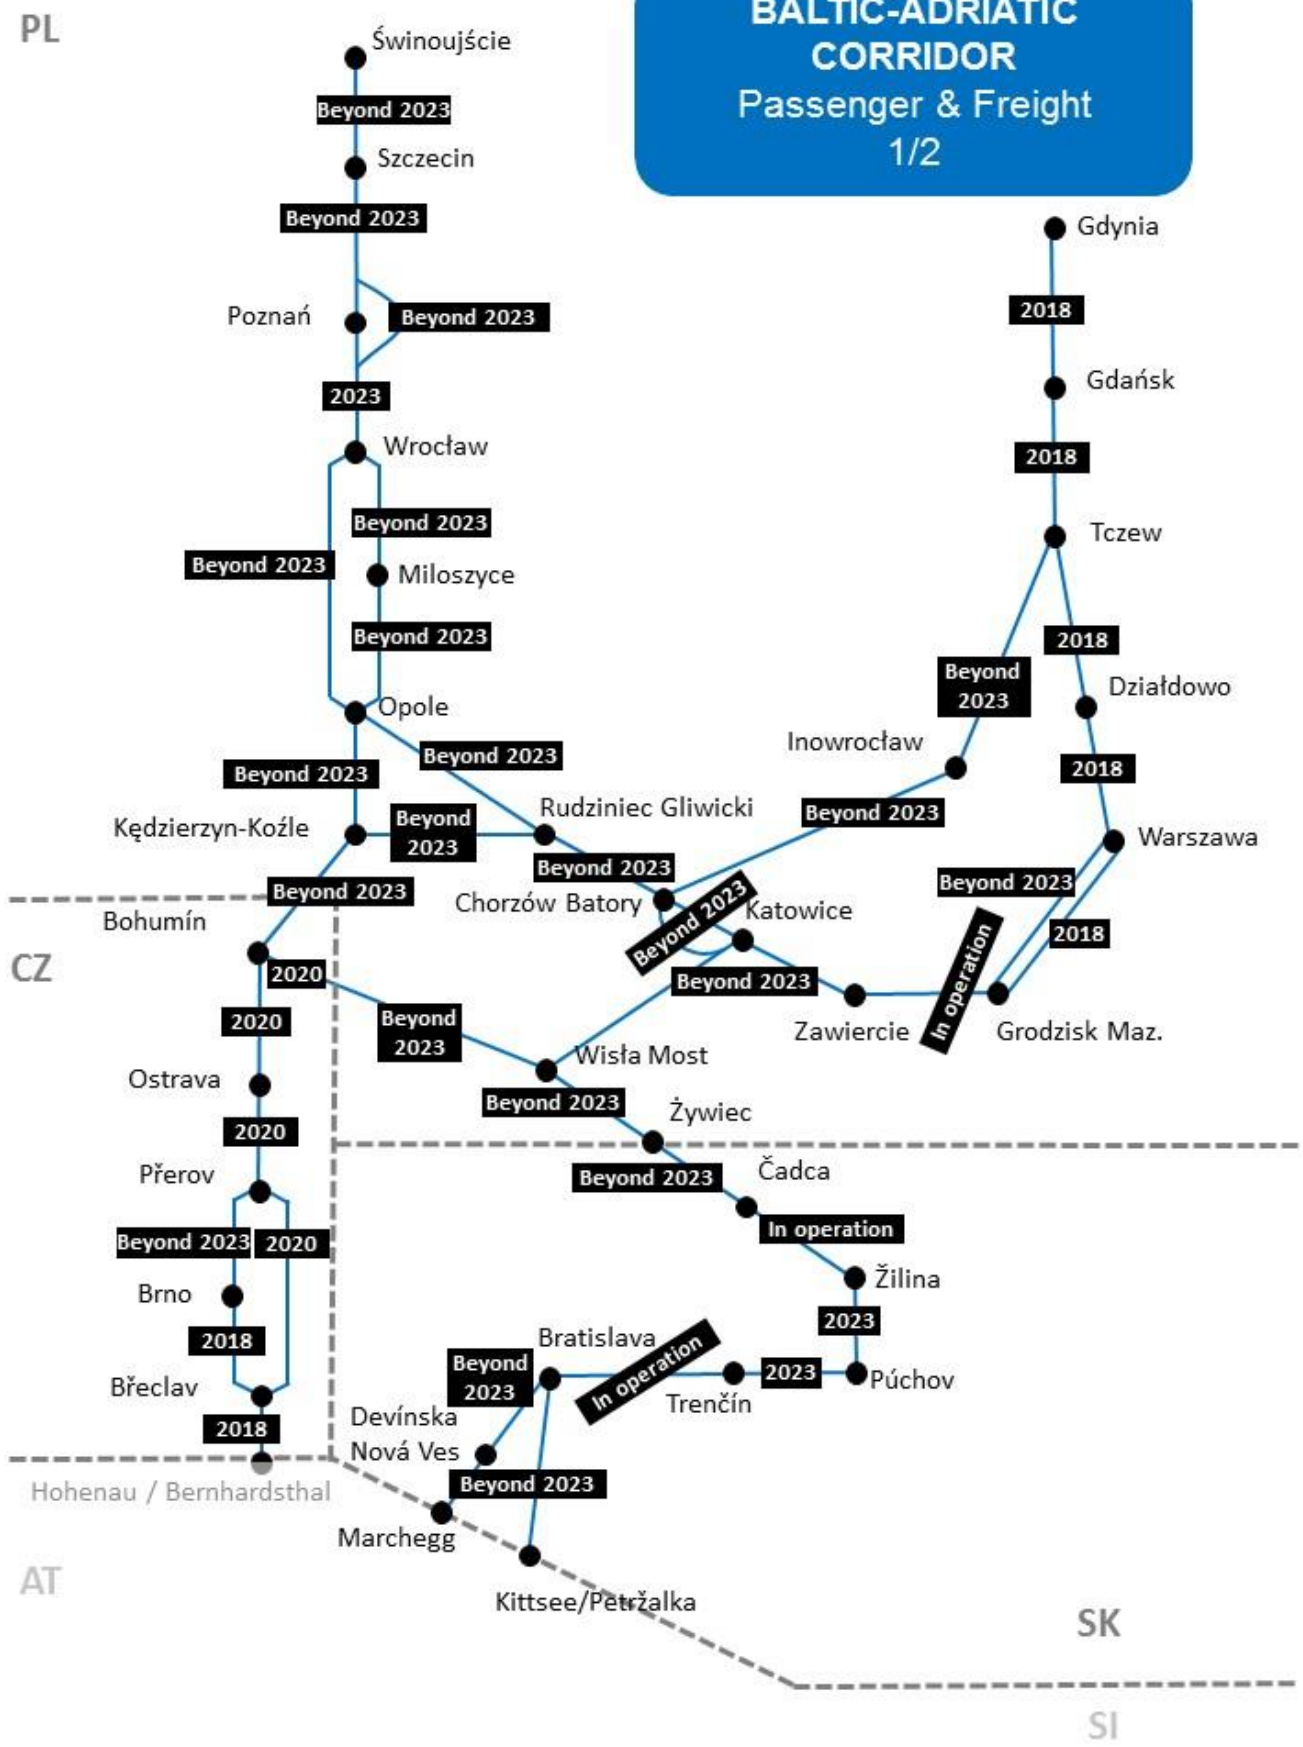 PL
BALTIC-ADRIATIC
CORRIDOR
Passenger & Freight
1/2
Świnoujście
Beyond 2023
Szczecin
Beyond 2023
Gdynia
Poznań
Beyond 2023
2018
2023
Gdańsk
Wrocław
2018
Beyond 2023
Tczew
Beyond 2023
Miloszyce
Beyond 2023
2018
Beyond
2023
Działdowo
Opole
Inowrocław
Beyond 2023
Beyond 2023
2018
Rudziniec Gliwicki
Beyond 2023
Kędzierzyn-Koźle
Beyond
2023
Warszawa
Beyond 2023
Beyond 2023
Beyond 2023
Chorzów Batory
Beyond 2023
Katowice
Bohumín
2018
CZ
2020
Beyond 2023
In operation
2020
Beyond
2023
Zawiercie
Grodzisk Maz.
Wisła Most
Ostrava
Beyond 2023
Żywiec
2020
Přerov
Beyond 2023
Čadca
Beyond 2023
2020
In operation
Brno
Žilina
2018
2023
Bratislava
In operation
Beyond
2023
2023
Púchov
Břeclav
Trenčín
2018
Devínska
Nová Ves
Beyond 2023
Hohenau / Bernhardsthal
Marchegg
AT
Kittsee/Petržalka
SK
SI